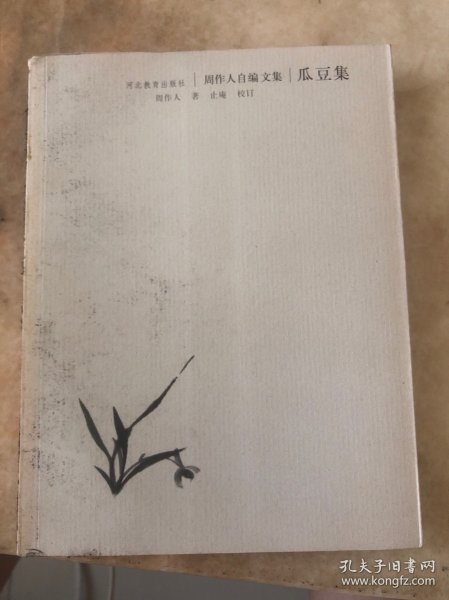 河北教育出版社 | 周作人自编文集 | 瓜豆集
周作人 著 止庵 校订
孔夫子旧书网
www.kongfz.com